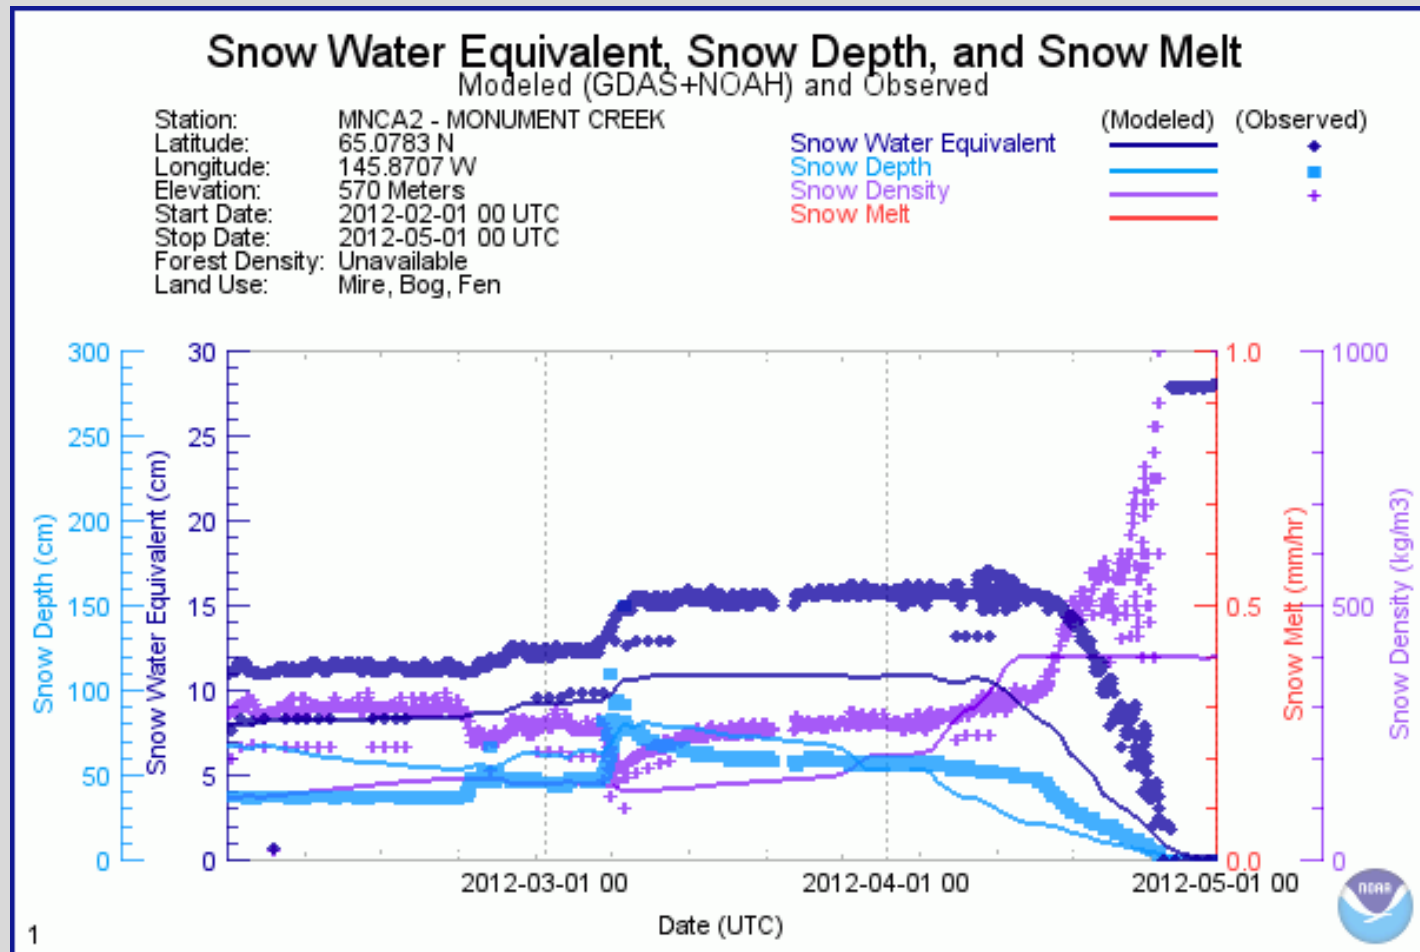 Snow Water Equivalent, Snow Depth, and Snow Melt
Modeled (GDAS+NOAH) and Observed
Station: MNCA2 - MONUMENT CREEK
Latitude: 65.0783 N
Longitude: 145.8707 W
Elevation: 570 Meters
Start Date: 2012-02-01 00 UTC
Stop Date: 2012-05-01 00 UTC
Forest Density: Unavailable
Land Use: Mire, Bog, Fen
(Modeled) (Observed)
Snow Water Equivalent
Snow Depth
Snow Density
Snow Melt
300
250
200
150
100
50
0
Snow Depth (cm)
30
25
20
15
10
5
0
Snow Water Equivalent (cm)
1.0
0.5
0.0
Snow Melt (mm/hr)
1000
500
0
Snow Density (kg/m3)
2012-03-01 00
2012-04-01 00
2012-05-01 00
Date (UTC)
1
NOAA